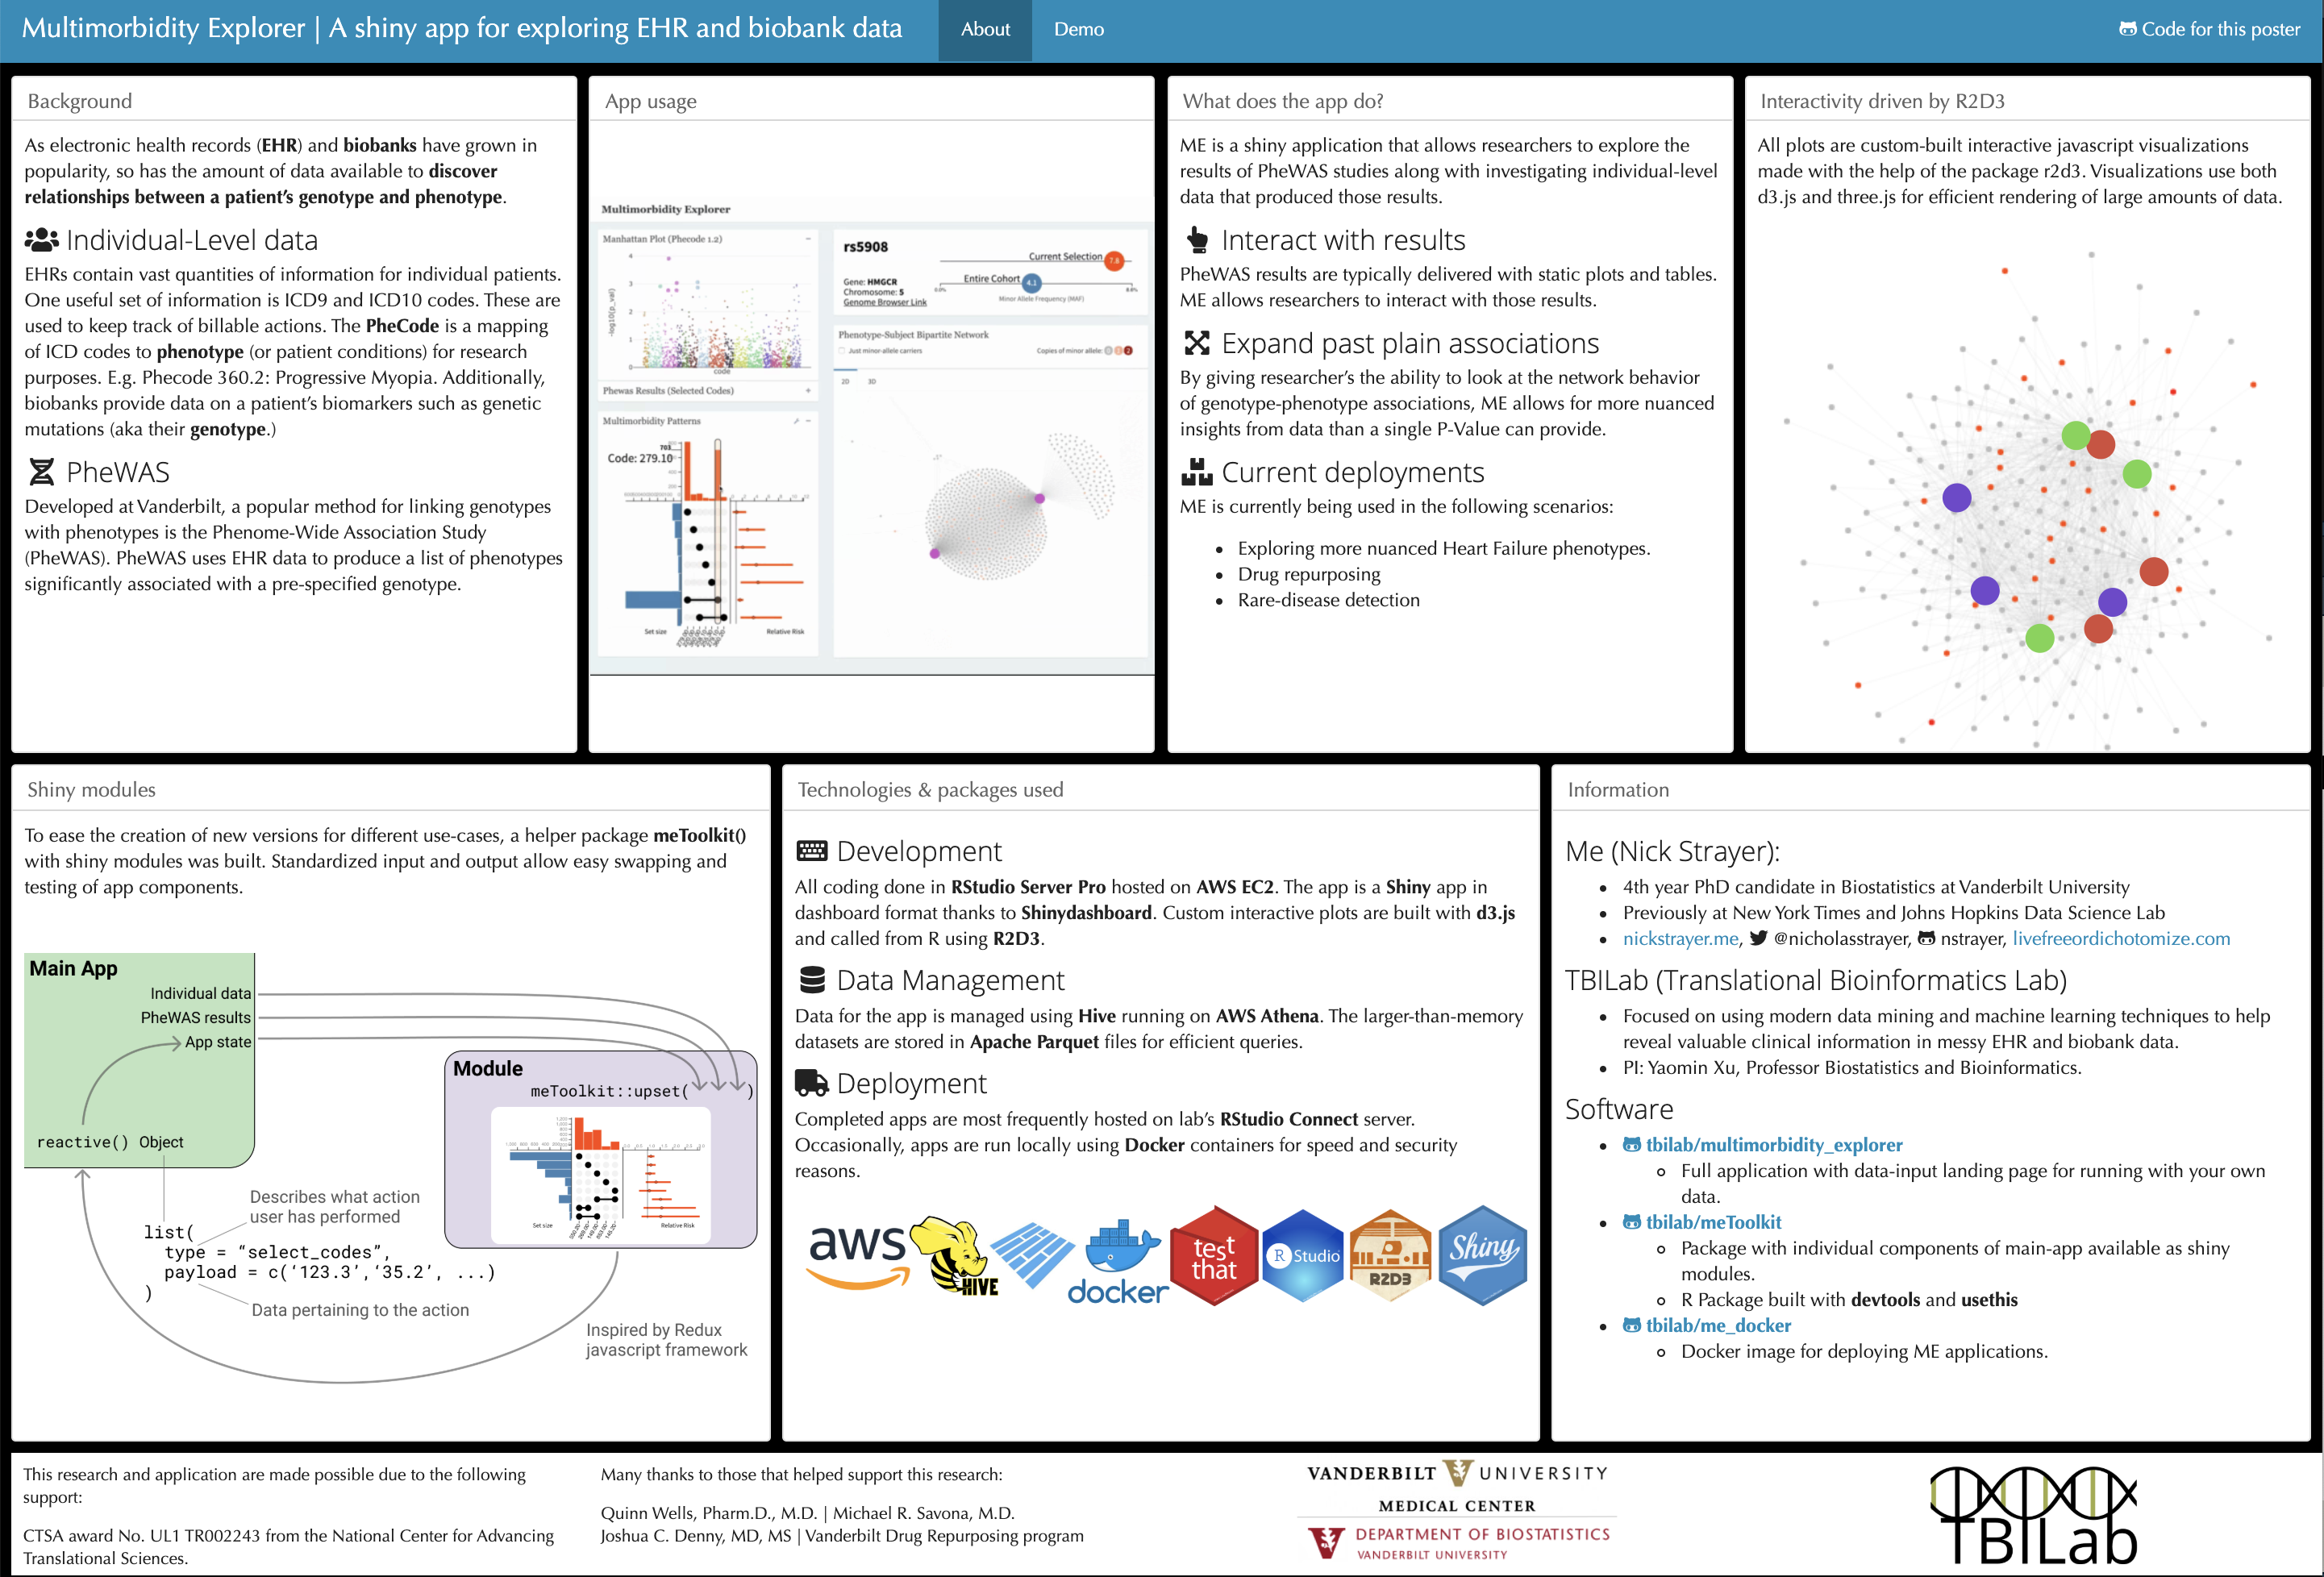 Multimorbidity Explorer | A shiny app for exploring EHR and biobank data
About
Demo
Code for this poster
Background
As electronic health records (EHR) and biobanks have grown in
popularity, so has the amount of data available to discover
relationships between a patient's genotype and phenotype.
Individual-Level data
EHRs contain vast quantities of information for individual patients.
One useful set of information is ICD9 and ICD10 codes. These are
used to keep track of billable actions. The PheCode is a mapping
of ICD codes to phenotype (or patient conditions) for research
purposes. E.g. Phecode 360.2: Progressive Myopia. Additionally,
biobanks provide data on a patient's biomarkers such as genetic
mutations (aka their genotype.)
PheWAS
Developed at Vanderbilt, a popular method for linking genotypes
with phenotypes is the Phenome-Wide Association Study
(PheWAS). PheWAS uses EHR data to produce a list of phenotypes
significantly associated with a pre-specified genotype.
App usage
Multimorbidity Explorer
Manhattan Plot (Phecode 1.2)
-log10(p_val)
4
3
2
1
0
code
Phewas Results (Selected Codes)
Multimorbidity Patterns
703
Code: 279.10
Set size
Relative Risk
rs5908
Gene: HMGCR
Chromosome: 5
Genome Browser Link
Current Selection
7.8
Entire Cohort
4.1
0.0%
8.8%
Minor Allele Frequency (MAF)
Phenotype-Subject Bipartite Network
Just minor-allele carriers
Copies of minor allele: 0 1 2
2D
3D
What does the app do?
ME is a shiny application that allows researchers to explore the
results of PheWAS studies along with investigating individual-level
data that produced those results.
Interact with results
PheWAS results are typically delivered with static plots and tables.
ME allows researchers to interact with those results.
Expand past plain associations
By giving researcher's the ability to look at the network behavior
of genotype-phenotype associations, ME allows for more nuanced
insights from data than a single P-Value can provide.
Current deployments
ME is currently being used in the following scenarios:
• Exploring more nuanced Heart Failure phenotypes.
• Drug repurposing
• Rare-disease detection
Interactivity driven by R2D3
All plots are custom-built interactive javascript visualizations
made with the help of the package r2d3. Visualizations use both
d3.js and three.js for efficient rendering of large amounts of data.
Shiny modules
To ease the creation of new versions for different use-cases, a helper package meToolkit()
with shiny modules was built. Standardized input and output allow easy swapping and
testing of app components.
Main App
Individual data
PheWAS results
App state
reactive() Object
Module
meToolkit::upset( )
Set size
Relative Risk
Describes what action
user has performed
list(
type = "select_codes",
payload = c('123.3','35.2', ...)
)
Data pertaining to the action
Inspired by Redux
javascript framework
Technologies & packages used
Development
All coding done in RStudio Server Pro hosted on AWS EC2. The app is a Shiny app in
dashboard format thanks to Shinydashboard. Custom interactive plots are built with d3.js
and called from R using R2D3.
Data Management
Data for the app is managed using Hive running on AWS Athena. The larger-than-memory
datasets are stored in Apache Parquet files for efficient queries.
Deployment
Completed apps are most frequently hosted on lab's RStudio Connect server.
Occasionally, apps are run locally using Docker containers for speed and security
reasons.
aws
HIVE
docker
test
that
R Studio
R2D3
Shiny
Information
Me (Nick Strayer):
• 4th year PhD candidate in Biostatistics at Vanderbilt University
• Previously at New York Times and Johns Hopkins Data Science Lab
• nickstrayer.me, @nicholasstrayer, nstrayer, livefreeordichotomize.com
TBILab (Translational Bioinformatics Lab)
• Focused on using modern data mining and machine learning techniques to help
reveal valuable clinical information in messy EHR and biobank data.
• PI: Yaomin Xu, Professor Biostatistics and Bioinformatics.
Software
• tbilab/multimorbidity_explorer
Full application with data-input landing page for running with your own
data.
• tbilab/meToolkit
Package with individual components of main-app available as shiny
modules.
R Package built with devtools and usethis
• tbilab/me_docker
Docker image for deploying ME applications.
This research and application are made possible due to the following
support:
CTSA award No. UL1 TR002243 from the National Center for Advancing
Translational Sciences.
Many thanks to those that helped support this research:
Quinn Wells, Pharm.D., M.D. | Michael R. Savona, M.D.
Joshua C. Denny, MD, MS | Vanderbilt Drug Repurposing program
VANDERBILT UNIVERSITY
MEDICAL CENTER
DEPARTMENT OF BIOSTATISTICS
VANDERBILT UNIVERSITY
TBILab